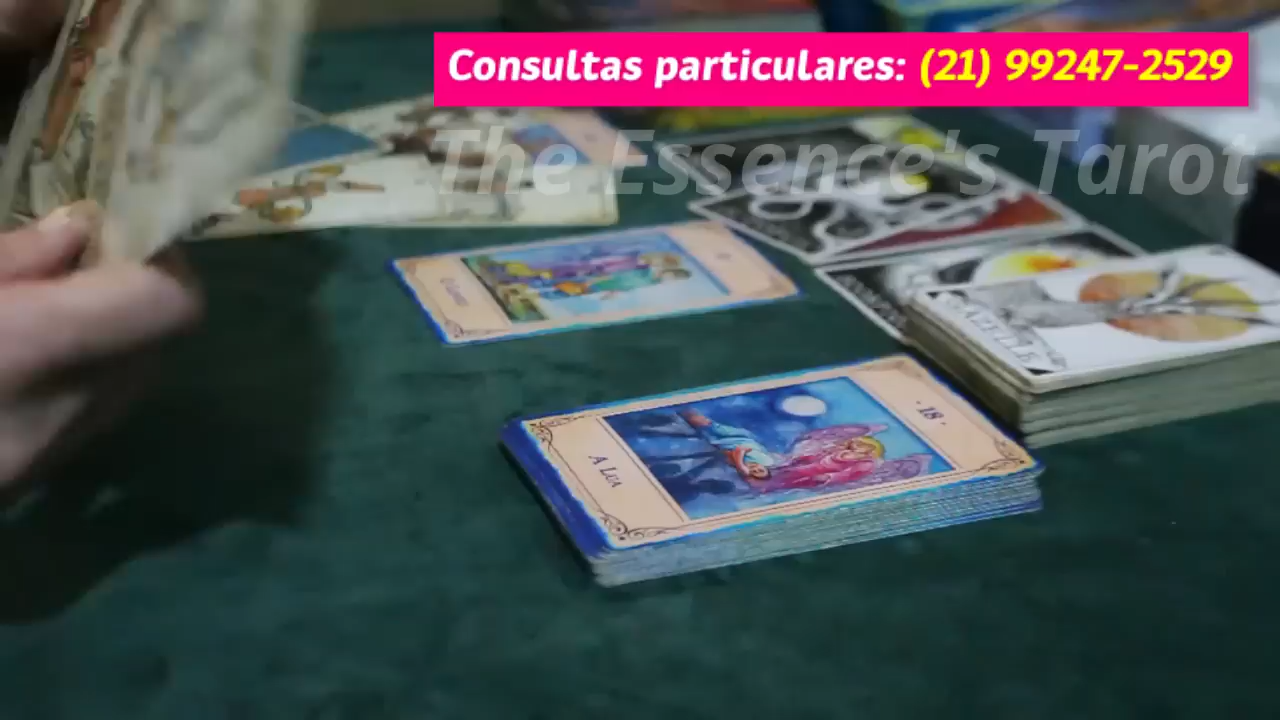 Consultas particulares: (21) 99247-2529
The Essence's Tarot
· 18 ·
A LUA